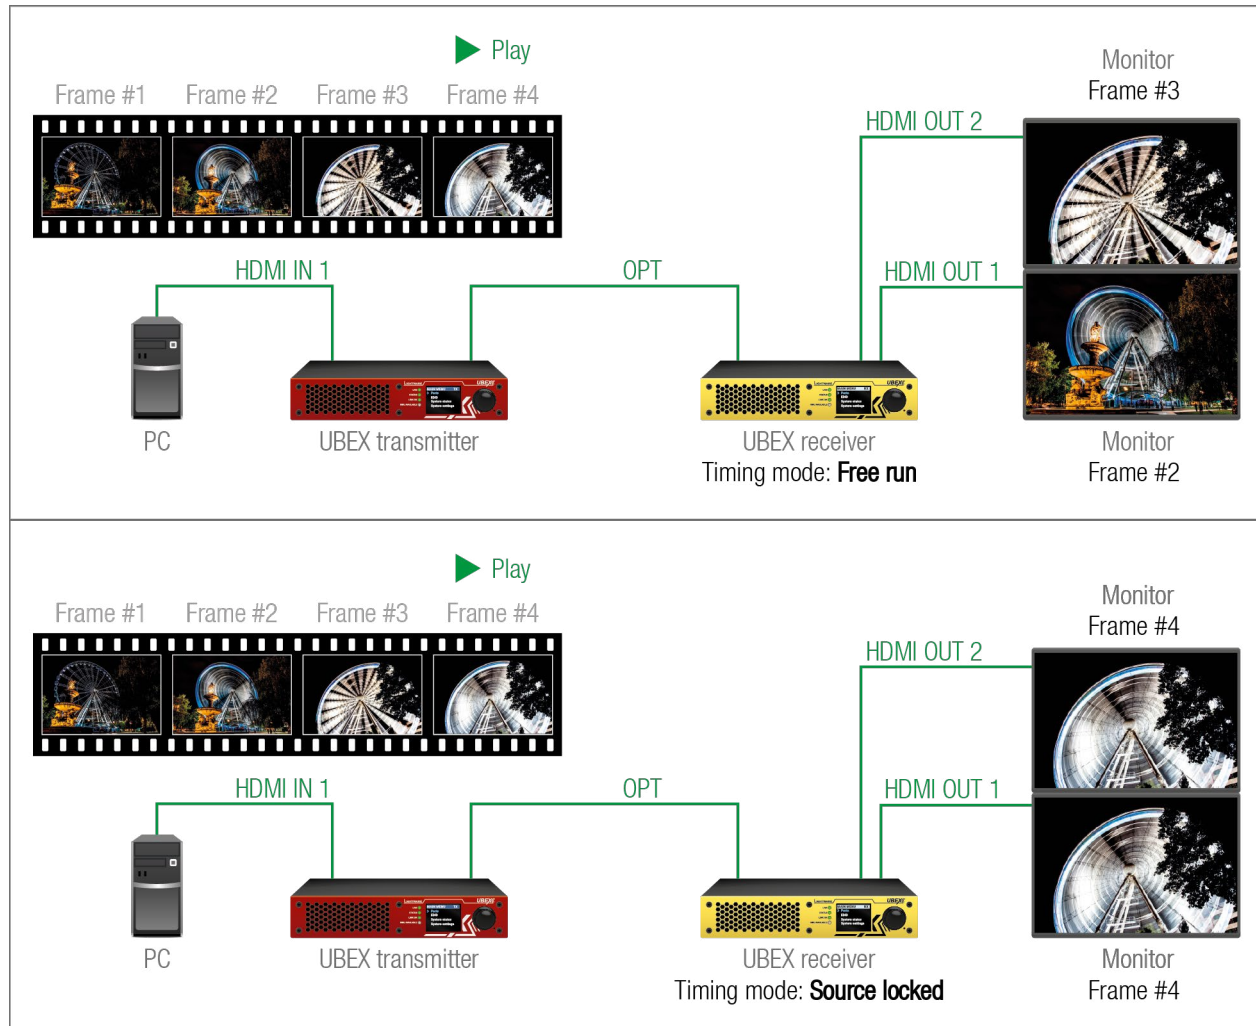 Play
Frame #1 Frame #2 Frame #3 Frame #4
Monitor
Frame #3
HDMI OUT 2
HDMI IN 1
OPT
HDMI OUT 1
PC
UBEX transmitter
UBEX receiver
Timing mode: Free run
Monitor
Frame #2
Play
Frame #1 Frame #2 Frame #3 Frame #4
Monitor
Frame #4
HDMI OUT 2
HDMI IN 1
OPT
HDMI OUT 1
PC
UBEX transmitter
UBEX receiver
Timing mode: Source locked
Monitor
Frame #4